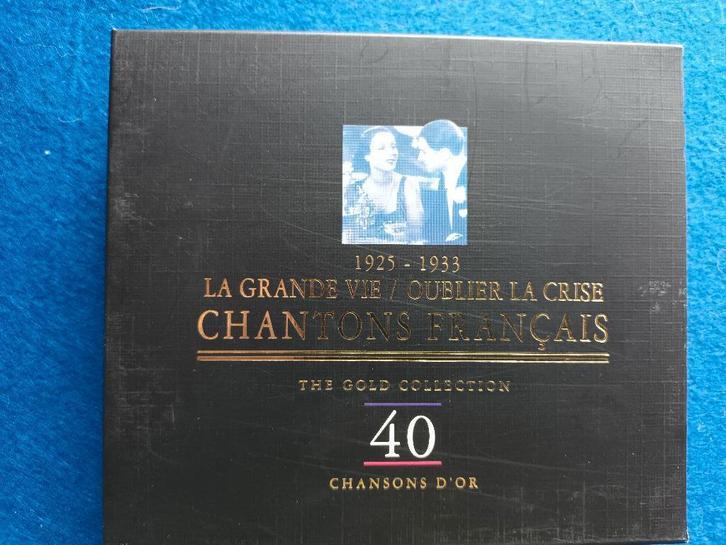 1925 - 1933
LA GRANDE VIE / OUBLIER LA CRISE
CHANTONS FRANÇAIS
THE GOLD COLLECTION
40
CHANSONS D'OR